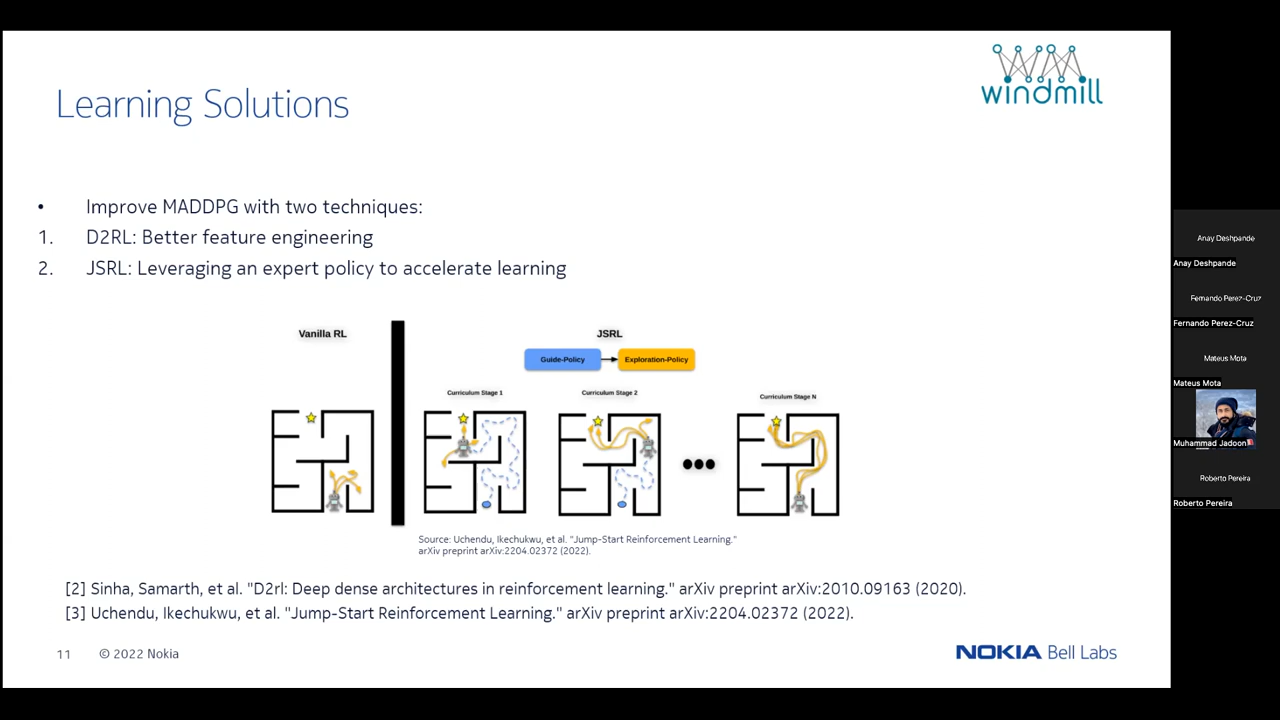 windmill
Learning Solutions
• Improve MADDPG with two techniques:
1. D2RL: Better feature engineering
2. JSRL: Leveraging an expert policy to accelerate learning
Vanilla RL
JSRL
Guide-Policy
Exploration-Policy
Curriculum Stage 1
Curriculum Stage 2
Curriculum Stage N
Source: Uchendu, Ikechukwu, et al. "Jump-Start Reinforcement Learning."
arXiv preprint arXiv:2204.02372 (2022).
[2] Sinha, Samarth, et al. "D2rl: Deep dense architectures in reinforcement learning." arXiv preprint arXiv:2010.09163 (2020).
[3] Uchendu, Ikechukwu, et al. "Jump-Start Reinforcement Learning." arXiv preprint arXiv:2204.02372 (2022).
11 © 2022 Nokia
NOKIA Bell Labs
Anay Deshpande
Anay Deshpande
Fernando Perez-Cruz
Fernando Perez-Cruz
Mateus Mota
Mateus Mota
Muhammad Jadoon
Roberto Pereira
Roberto Pereira